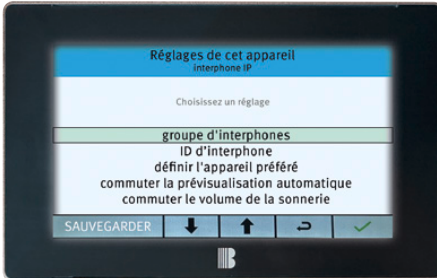 Réglages de cet appareil
interphone IP
Choisissez un réglage
groupe d'interphones
ID d'interphone
définir l'appareil préféré
commuter la prévisualisation automatique
commuter le volume de la sonnerie
SAUVEGARDER